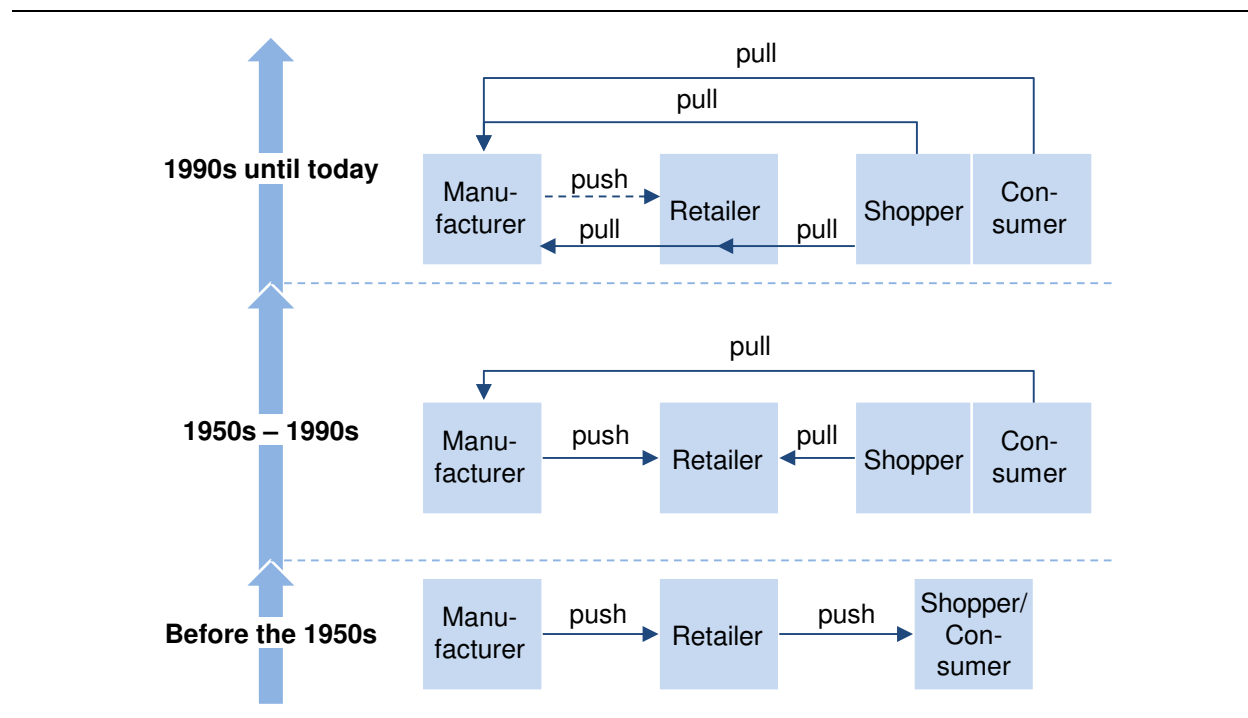 pull
pull
1990s until today
Manu-
facturer
push
Retailer
Shopper
Con-
sumer
pull
pull
pull
1950s – 1990s
Manu-
facturer
push
Retailer
pull
Shopper
Con-
sumer
Before the 1950s
Manu-
facturer
push
Retailer
push
Shopper/
Con-
sumer